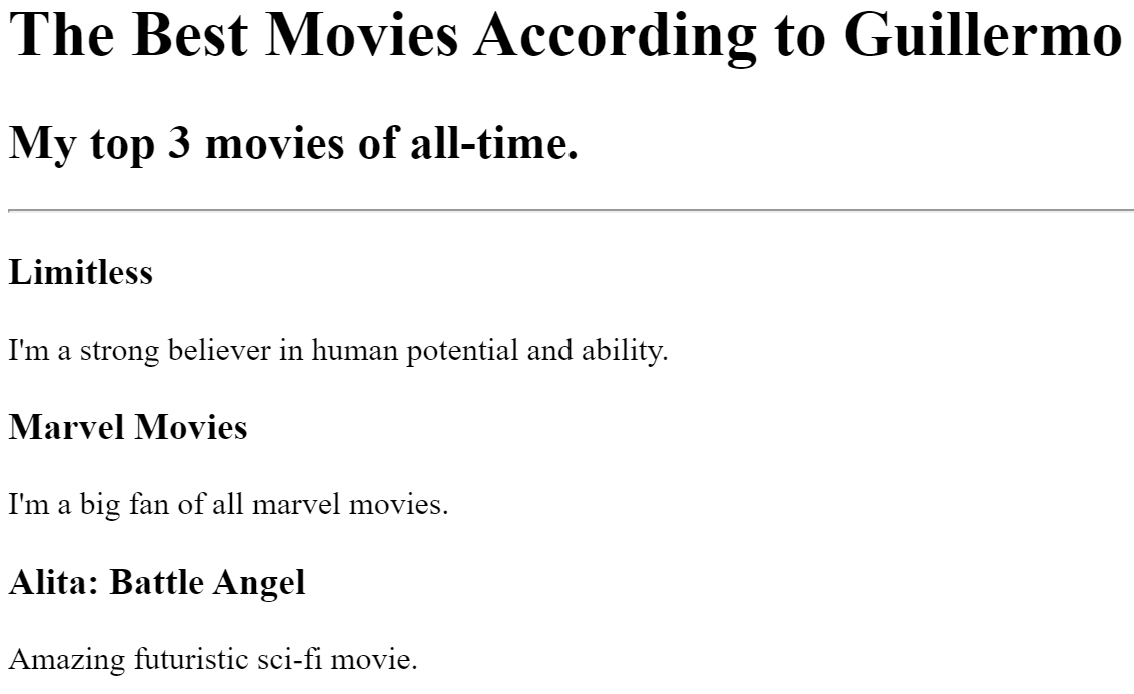 The Best Movies According to Guillermo
My top 3 movies of all-time.
Limitless
I'm a strong believer in human potential and ability.
Marvel Movies
I'm a big fan of all marvel movies.
Alita: Battle Angel
Amazing futuristic sci-fi movie.